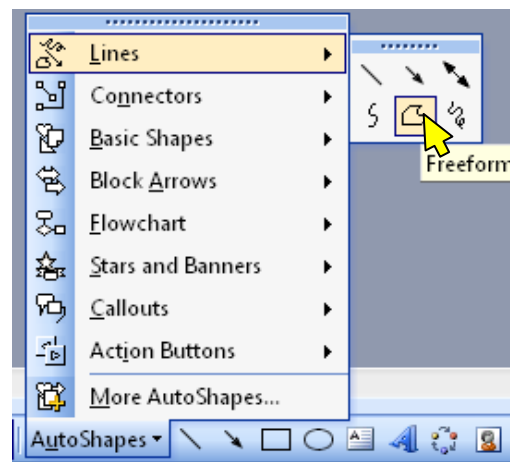 Lines
Connectors
Basic Shapes
Block Arrows
Flowchart
Stars and Banners
Callouts
Action Buttons
More AutoShapes...
Freeform
AutoShapes